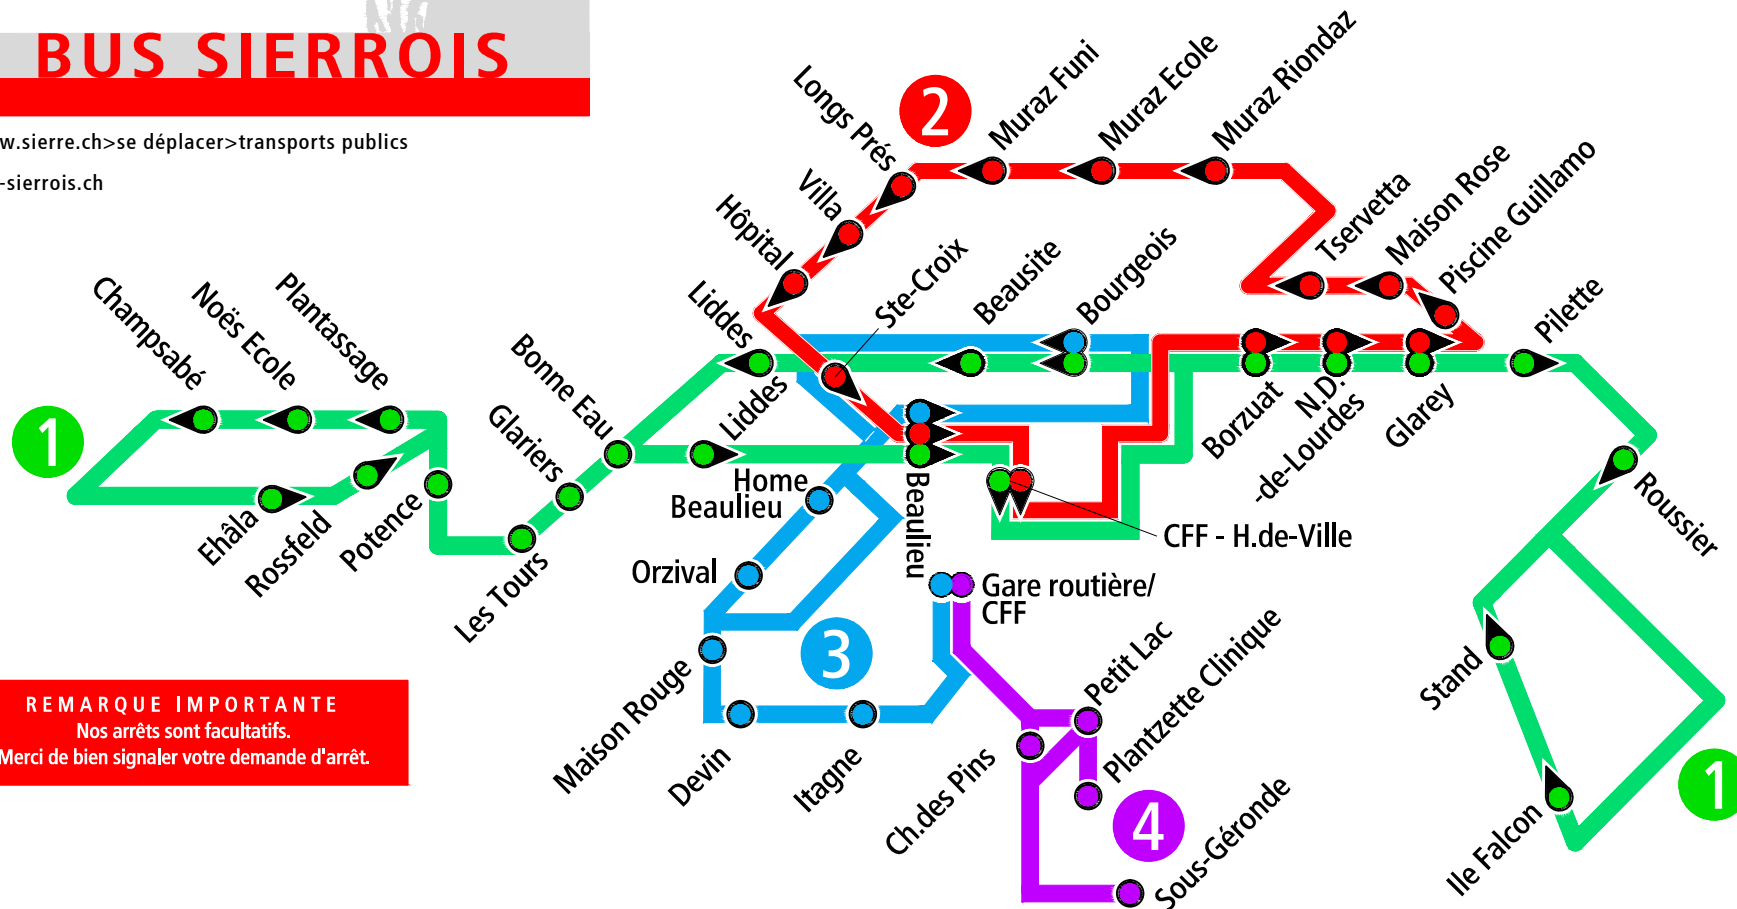 BUS SIERROIS
w.sierre.ch>se déplacer>transports publics
-sierrois.ch
2
Longs Prés
Muraz Funi
Muraz Ecole
Muraz Riondaz
Villa
Hôpital
Tservetta
Maison Rose
Piscine Guillamo
Ste-Croix
Beausite
Bourgeois
Liddes
Pilette
Champsabé
Noës Ecole
Plantassage
Bonne Eau
Glariers
Liddes
1
Borzuat
N.D.
-de-Lourdes
Glarey
Home
Beaulieu
Beaulieu
Ehâla
Rossfeld
Potence
Les Tours
CFF - H.de-Ville
Roussier
Orzival
Gare routière/
CFF
3
Maison Rouge
Devin
Itagne
Petit Lac
Plantzette Clinique
Ch.des Pins
4
Sous-Géronde
Stand
Ile Falcon
1
REMARQUE IMPORTANTE
Nos arrêts sont facultatifs.
Merci de bien signaler votre demande d'arrêt.